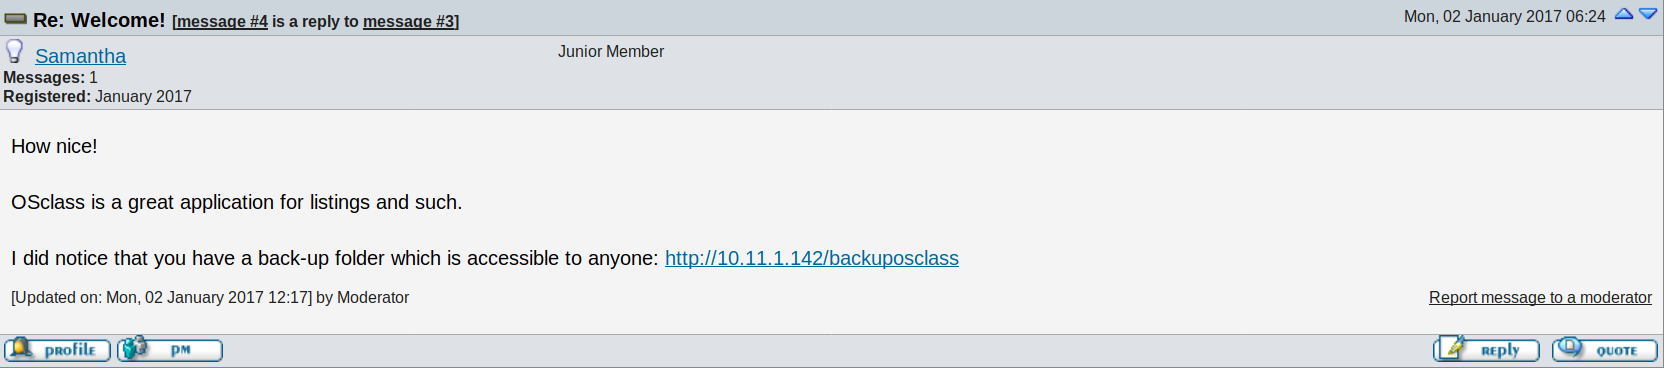 Re: Welcome! [message #4 is a reply to message #3] Mon, 02 January 2017 06:24
Samantha Junior Member
Messages: 1
Registered: January 2017
How nice!
OSclass is a great application for listings and such.
I did notice that you have a back-up folder which is accessible to anyone: http://10.11.1.142/backuposclass
[Updated on: Mon, 02 January 2017 12:17] by Moderator Report message to a moderator
profile PM Reply QUOTE